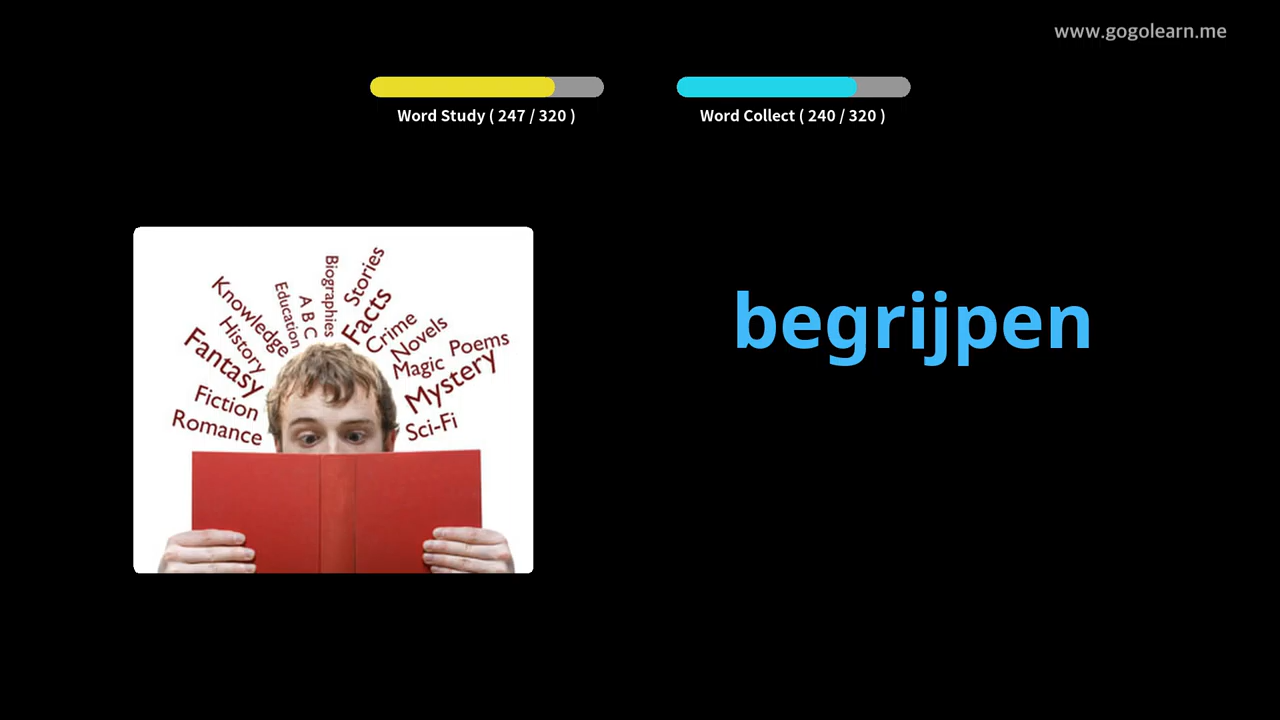 www.gogolearn.me
Word Study ( 247 / 320 )
Word Collect ( 240 / 320 )
Knowledge
History
Fantasy
Fiction
Romance
Education
A B C
Biographies
Stories
Facts
Crime
Novels
Magic
Poems
Mystery
Sci-Fi
begrijpen